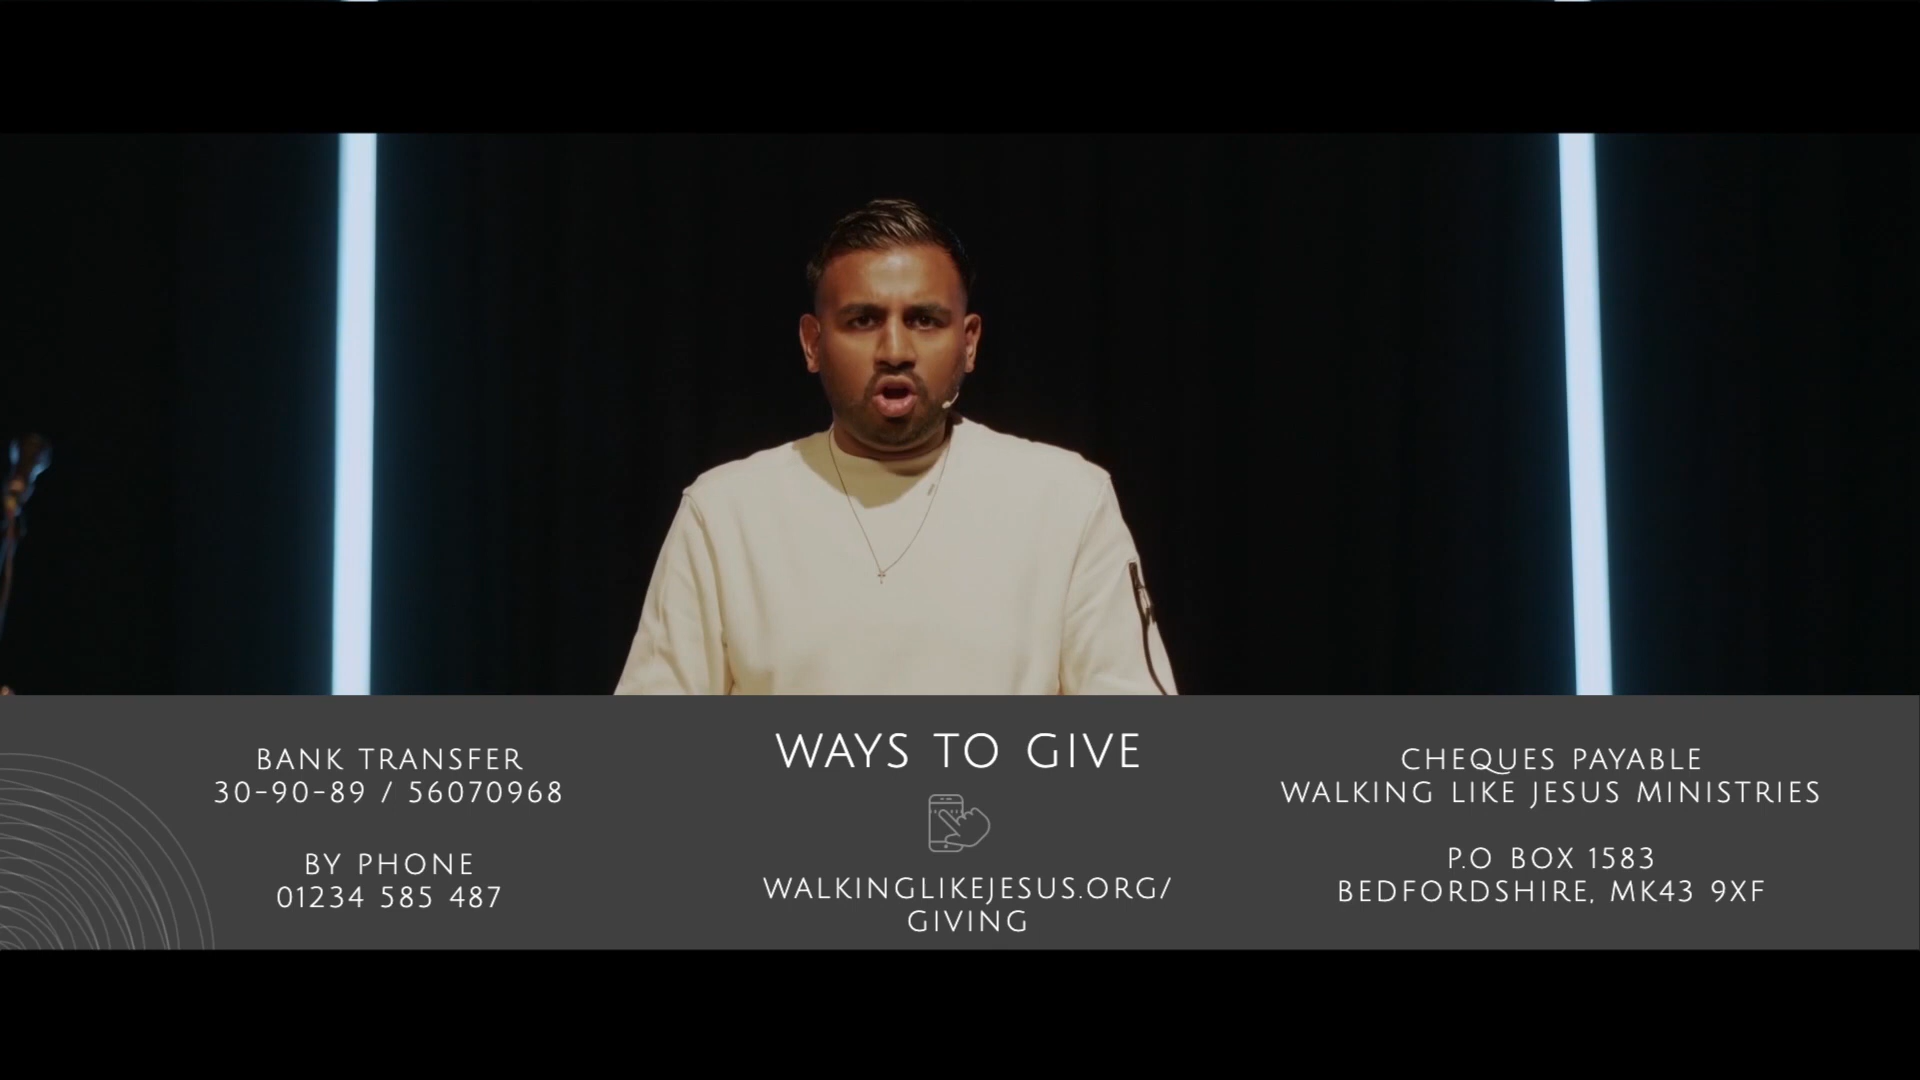 WAYS TO GIVE
BANK TRANSFER
30-90-89 / 56070968
BY PHONE
01234 585 487
WALKINGLIKEJESUS.ORG/
GIVING
CHEQUES PAYABLE
WALKING LIKE JESUS MINISTRIES
P.O BOX 1583
BEDFORDSHIRE, MK43 9XF